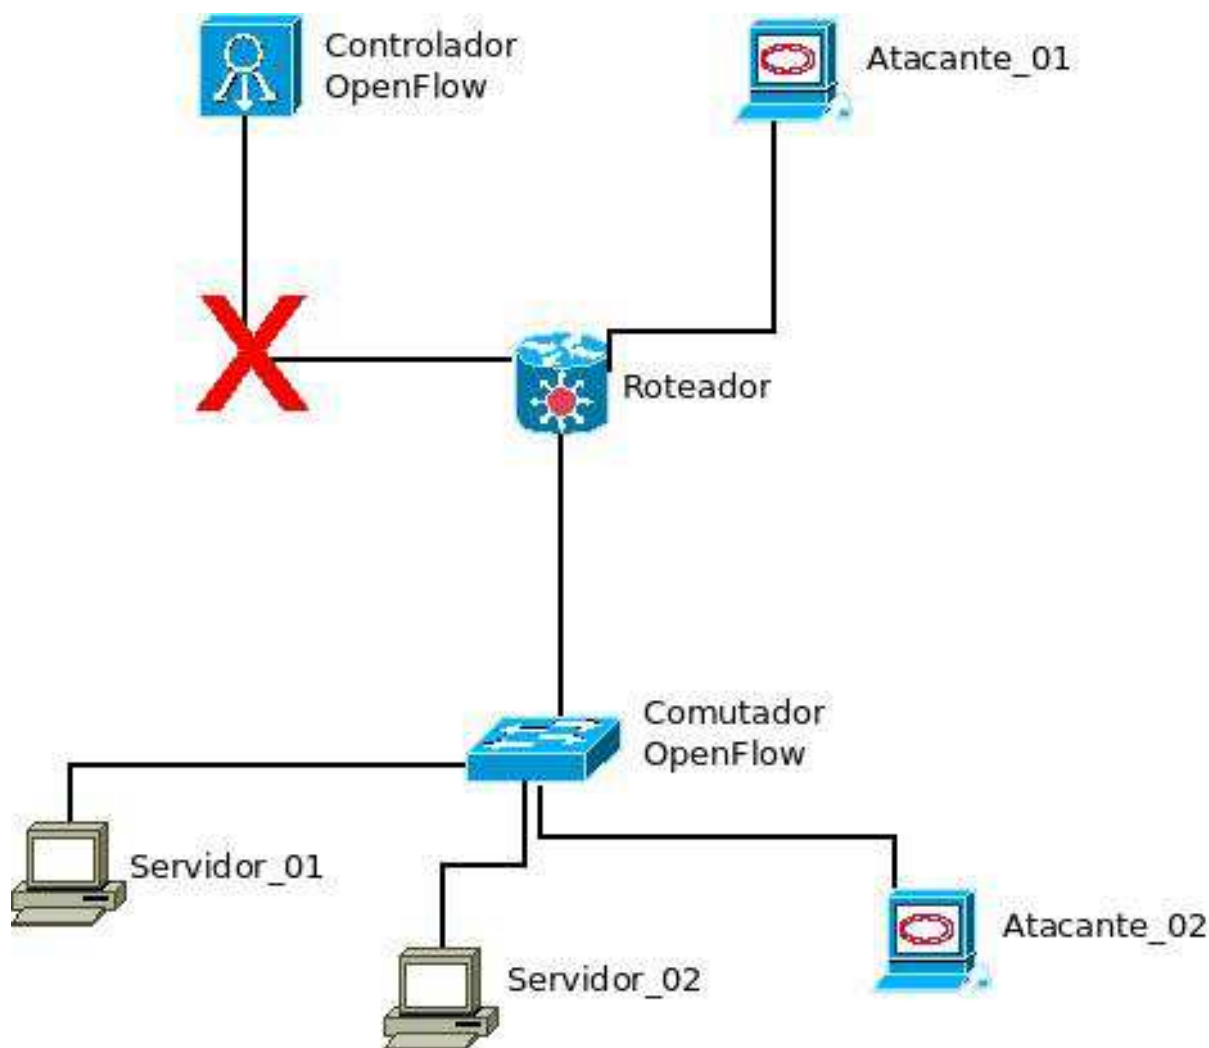 Controlador
OpenFlow
Atacante_01
Roteador
Comutador
OpenFlow
Servidor_01
Servidor_02
Atacante_02